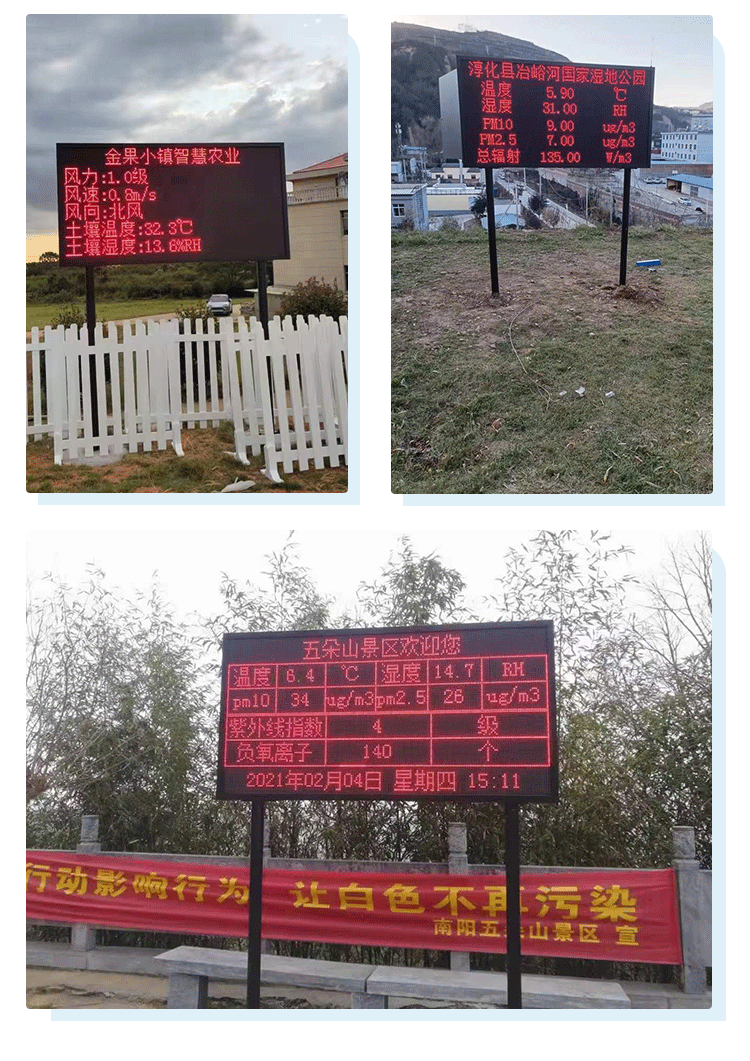 金果小镇智慧农业
风力:1.0级
风速:0.8m/s
风向:北风
土壤温度:32.3℃
土壤湿度:13.6%RH
淳化县冶峪河国家湿地公园
温度 5.90 ℃
湿度 31.00 RH
PM10 9.00 ug/m3
PM2.5 7.00 ug/m3
总辐射 135.00 W/m3
五朵山景区欢迎您
温度 6.4 ℃ 湿度 14.7 RH
pm10 34 ug/m3 pm2.5 26 ug/m3
紫外线指数 4 级
负氧离子 140 个
2021年02月04日 星期四 15:11
行动影响行为 让白色不再污染
南阳五朵山景区 宣